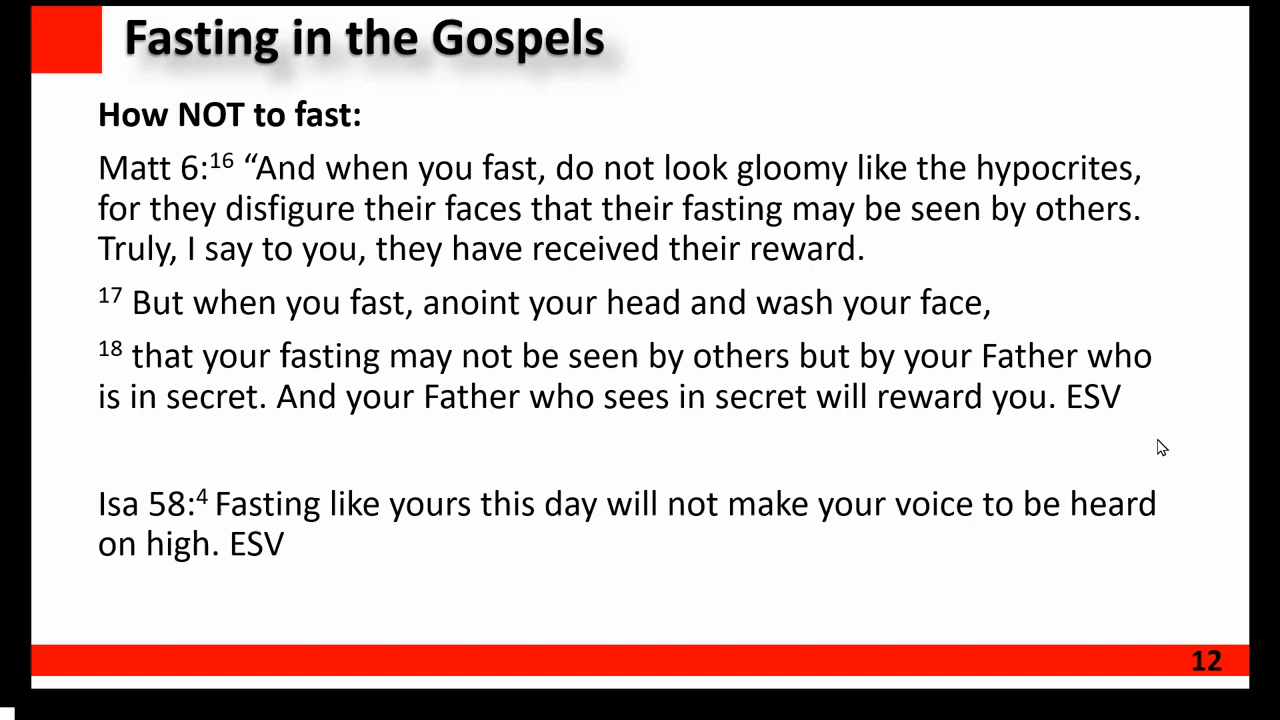 Fasting in the Gospels
How NOT to fast:
Matt 6:16 “And when you fast, do not look gloomy like the hypocrites,
for they disfigure their faces that their fasting may be seen by others.
Truly, I say to you, they have received their reward.
17 But when you fast, anoint your head and wash your face,
18 that your fasting may not be seen by others but by your Father who
is in secret. And your Father who sees in secret will reward you. ESV
Isa 58:4 Fasting like yours this day will not make your voice to be heard
on high. ESV
12